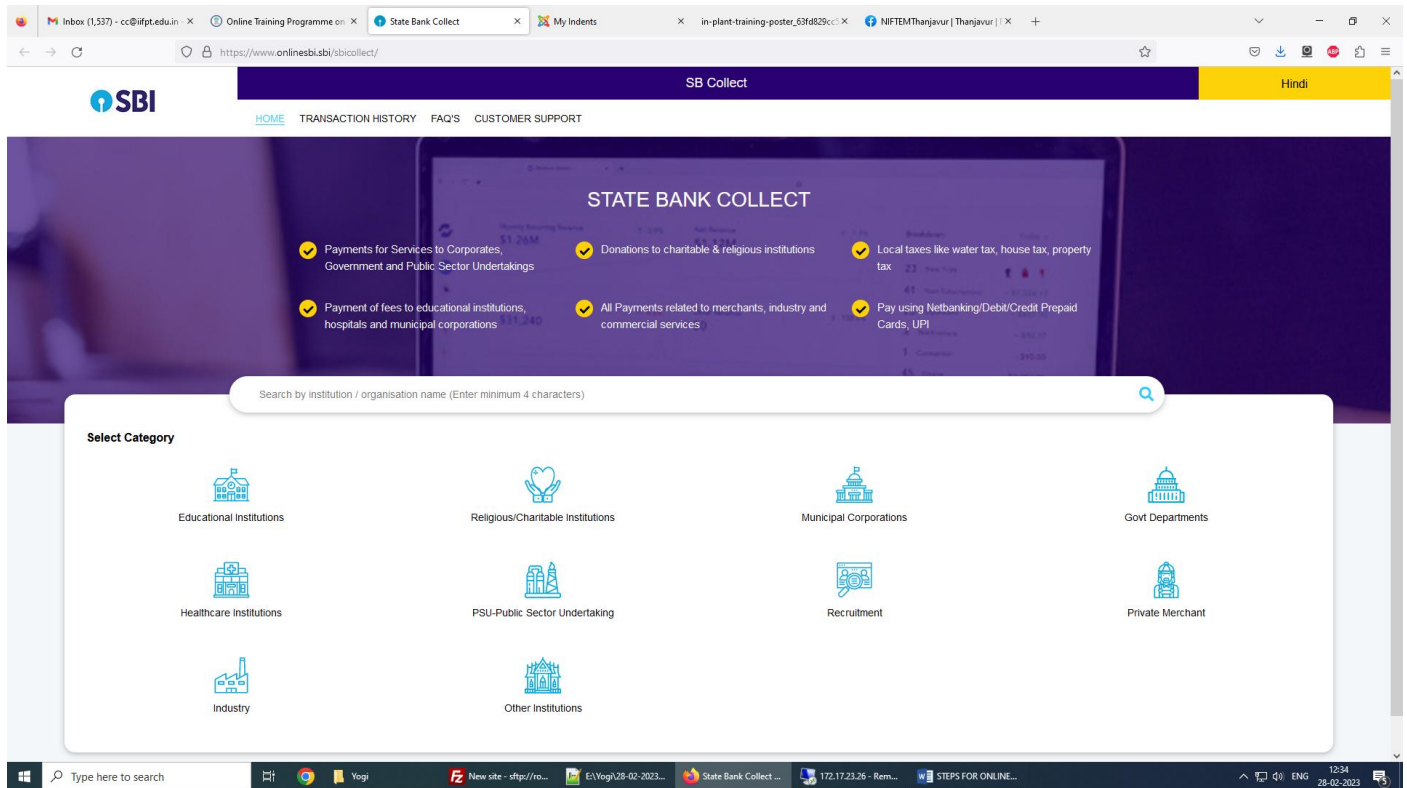 Inbox (1,537) - cc@iifpt.edu.in -
Online Training Programme on
State Bank Collect
My Indents
in-plant-training-poster_63fd829cc
NIFTEMThanjavur | Thanjavur |
https://www.onlinesbi.sbi/sbicollect/
ABP
SBI
SB Collect
Hindi
HOME TRANSACTION HISTORY FAQ'S CUSTOMER SUPPORT
STATE BANK COLLECT
Payments for Services to Corporates,
Government and Public Sector Undertakings
Donations to charitable & religious institutions
Local taxes like water tax, house tax, property
tax
Payment of fees to educational institutions,
hospitals and municipal corporations
All Payments related to merchants, industry and
commercial services
Pay using Netbanking/Debit/Credit Prepaid
Cards, UPI
$1.26M
$31,240
Search by institution / organisation name (Enter minimum 4 characters)
Select Category
Educational Institutions
Religious/Charitable Institutions
Municipal Corporations
Govt Departments
Healthcare Institutions
PSU-Public Sector Undertaking
Recruitment
Private Merchant
Industry
Other Institutions
Type here to search
Yogi
New site - sftp://ro...
E:\Yogi\28-02-2023...
State Bank Collect ...
172.17.23.26 - Rem...
STEPS FOR ONLINE...
ENG
12:34
28-02-2023
5